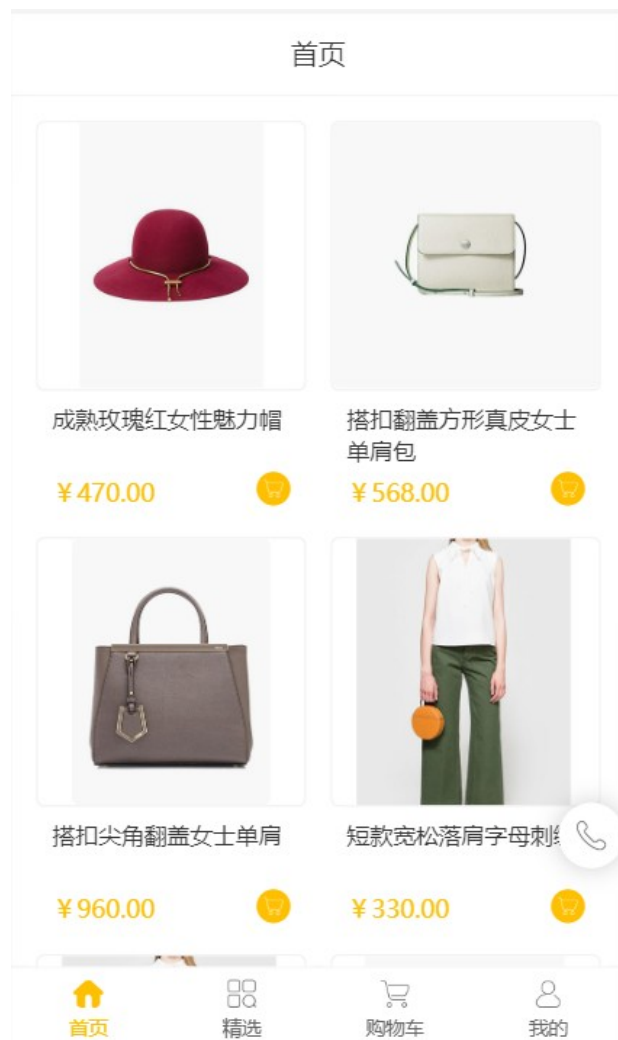 首页
成熟玫瑰红女性魅力帽
搭扣翻盖方形真皮女士
单肩包
￥470.00
￥568.00
搭扣尖角翻盖女士单肩
短款宽松落肩字母刺
￥960.00
￥330.00
首页
精选
购物车
我的